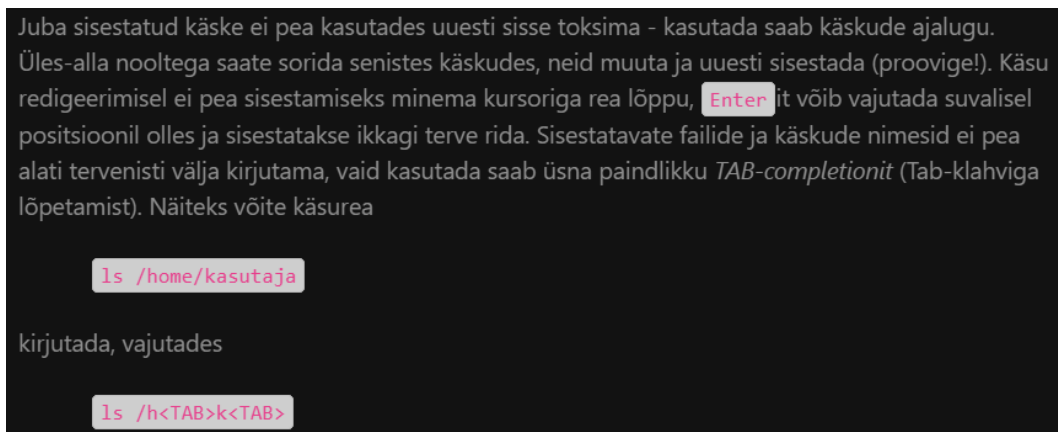 Juba sisestatud käske ei pea kasutades uuesti sisse toksima - kasutada saab käskude ajalugu.
Üles-alla nooltega saate sorida senistes käskudes, neid muuta ja uuesti sisestada (proovige!). Käsu
redigeerimisel ei pea sisestamiseks minema kursoriga rea lõppu, Enter it võib vajutada suvalisel
positsioonil olles ja sisestatakse ikkagi terve rida. Sisestatavate failide ja käskude nimesid ei pea
alati tervenisti välja kirjutama, vaid kasutada saab üsna paindlikku TAB-completionit (Tab-klahviga
lõpetamist). Näiteks võite käsurea
ls /home/kasutaja
kirjutada, vajutades
ls /h<TAB>k<TAB>